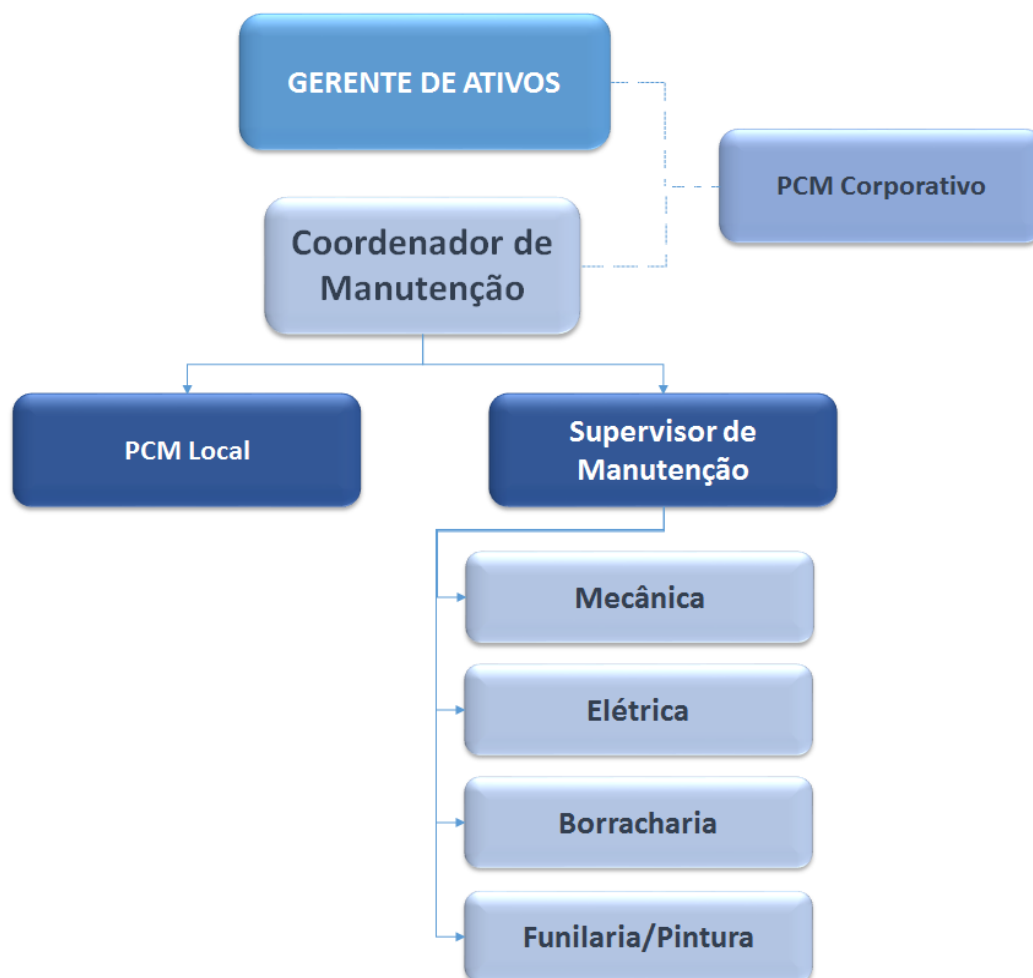 GERENTE DE ATIVOS
PCM Corporativo
Coordenador de
Manutenção
PCM Local
Supervisor de
Manutenção
Mecânica
Elétrica
Borracharia
Funilaria/Pintura